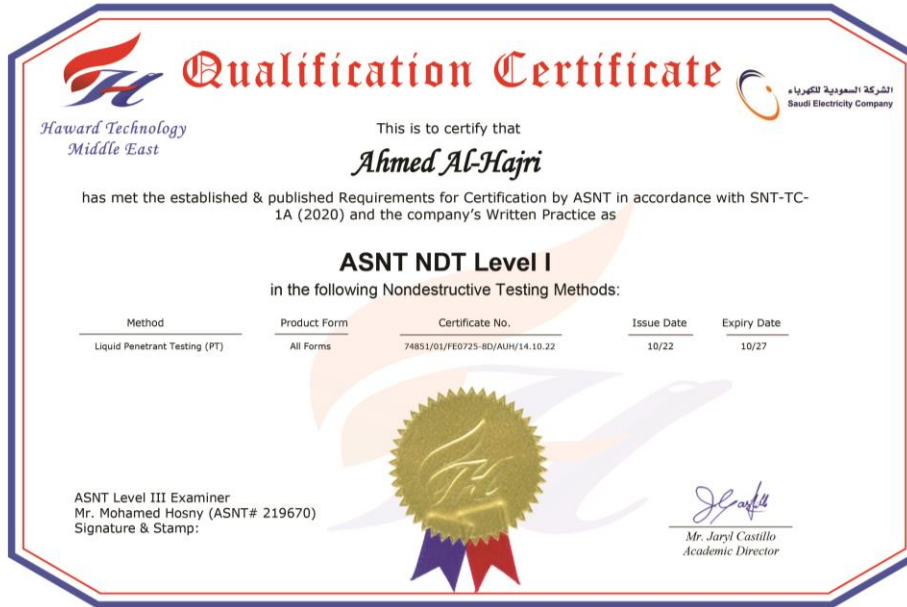 Qualification Certificate
Haward Technology
Middle East
الشركة السعودية للكهرباء
Saudi Electricity Company
This is to certify that
Ahmed Al-Hajri
has met the established & published Requirements for Certification by ASNT in accordance with SNT-TC-
1A (2020) and the company's Written Practice as
ASNT NDT Level I
in the following Nondestructive Testing Methods:
Method Product Form Certificate No. Issue Date Expiry Date
Liquid Penetrant Testing (PT) All Forms 74851/01/FE0725-8D/AUH/14.10.22 10/22 10/27
ASNT Level III Examiner
Mr. Mohamed Hosny (ASNT# 219670)
Signature & Stamp:
Mr. Jaryl Castillo
Academic Director